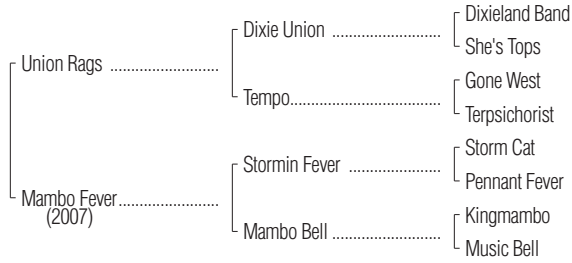 Dixieland Band
Dixie Union ........................
She's Tops
Union Rags ........................
Gone West
Tempo........................
Terpsichorist
Storm Cat
Stormin Fever ........................
Pennant Fever
Mambo Fever........................
(2007)
Kingmambo
Mambo Bell ........................
Music Bell